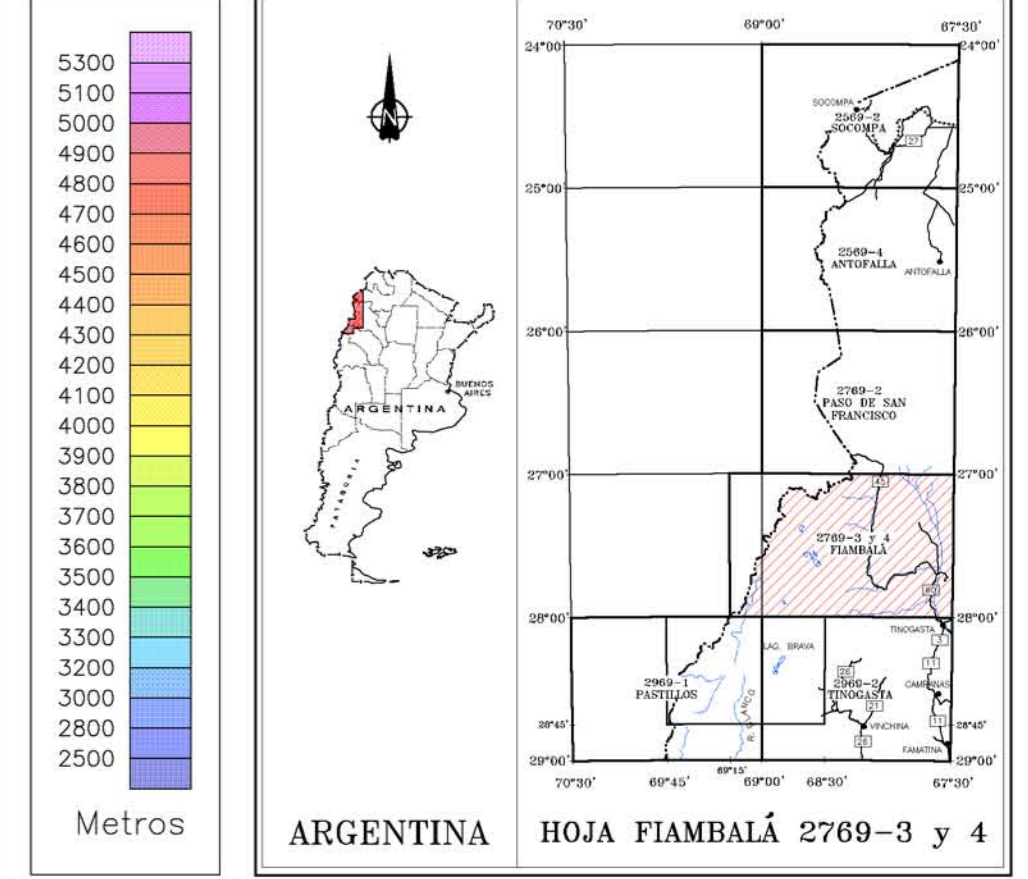 5300
5100
5000
4900
4800
4700
4600
4500
4400
4300
4200
4100
4000
3900
3800
3700
3600
3500
3400
3300
3200
3000
2800
2500
Metros
N
BUENOS
AIRES
ARGENTINA
PATAGONIA
ARGENTINA
70°30'
69°00'
67°30'
24°00'
24°00'
SOCOMPA
2569-2
SOCOMPA
27
25°00'
25°00'
2569-4
ANTOFALLA
ANTOFALLA
26°00'
26°00'
2769-2
PASO DE SAN
FRANCISCO
27°00'
27°00'
45
2769-3 y 4
FIAMBALÁ
60
28°00'
28°00'
TINOGASTA
3
LAG. BRAVA
11
26
2969-1
PASTILLOS
2969-2
TINOGASTA
CAMPANAS
21
R. BLANCO
11
28°45'
28°45'
VINCHINA
26
FAMATINA
29°00'
29°00'
70°30'
69°45'
69°15'
69°00'
68°30'
67°30'
HOJA FIAMBALÁ 2769-3 y 4